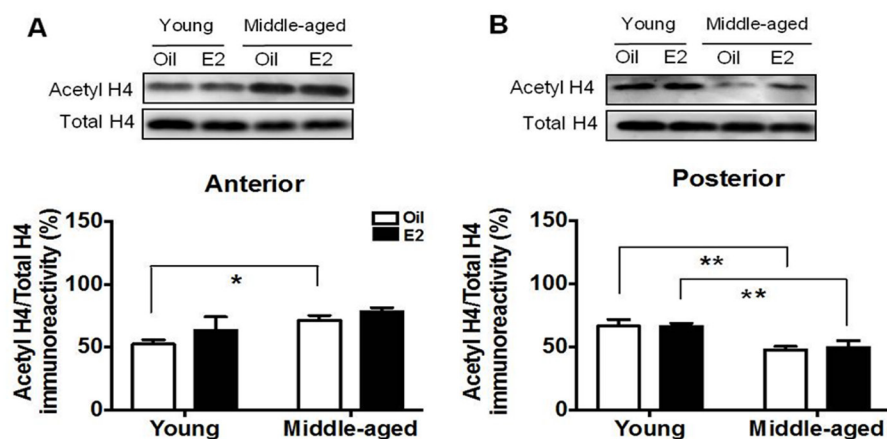 A
Young Middle-aged
Oil E2 Oil E2
Acetyl H4
Total H4
Anterior
Acetyl H4/Total H4
immunoreactivity (%)
150
100
50
0
Oil
E2
*
Young Middle-aged
B
Young Middle-aged
Oil E2 Oil E2
Acetyl H4
Total H4
Posterior
Acetyl H4/Total H4
immunoreactivity (%)
150
100
50
0
**
**
Young Middle-aged